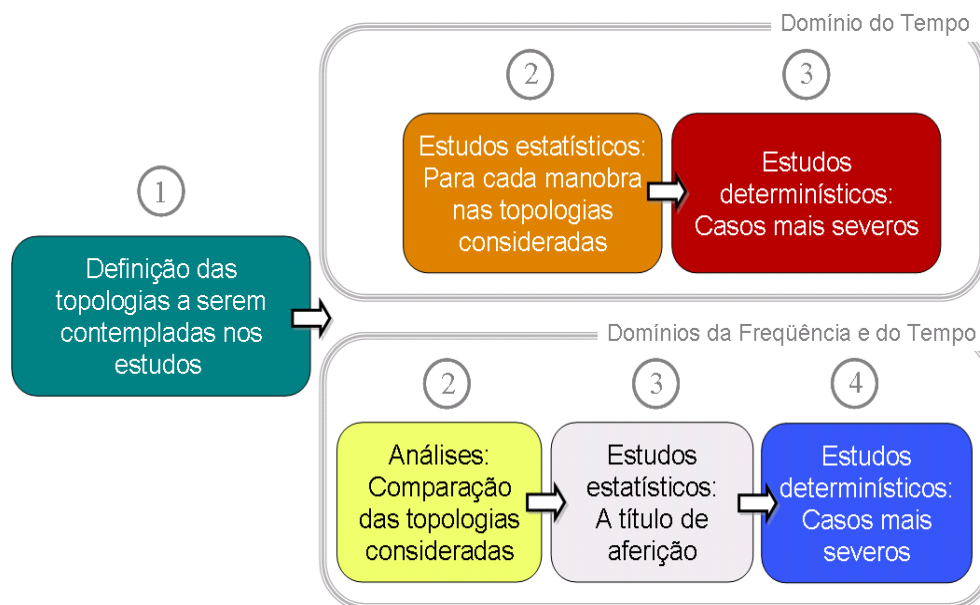 1
Definição das
topologias a serem
contempladas nos
estudos
Domínio do Tempo
2
Estudos estatísticos:
Para cada manobra
nas topologias
consideradas
3
Estudos
determinísticos:
Casos mais severos
Domínios da Freqüência e do Tempo
2
Análises:
Comparação
das topologias
consideradas
3
Estudos
estatísticos:
A título de
aferição
4
Estudos
determinísticos:
Casos mais
severos